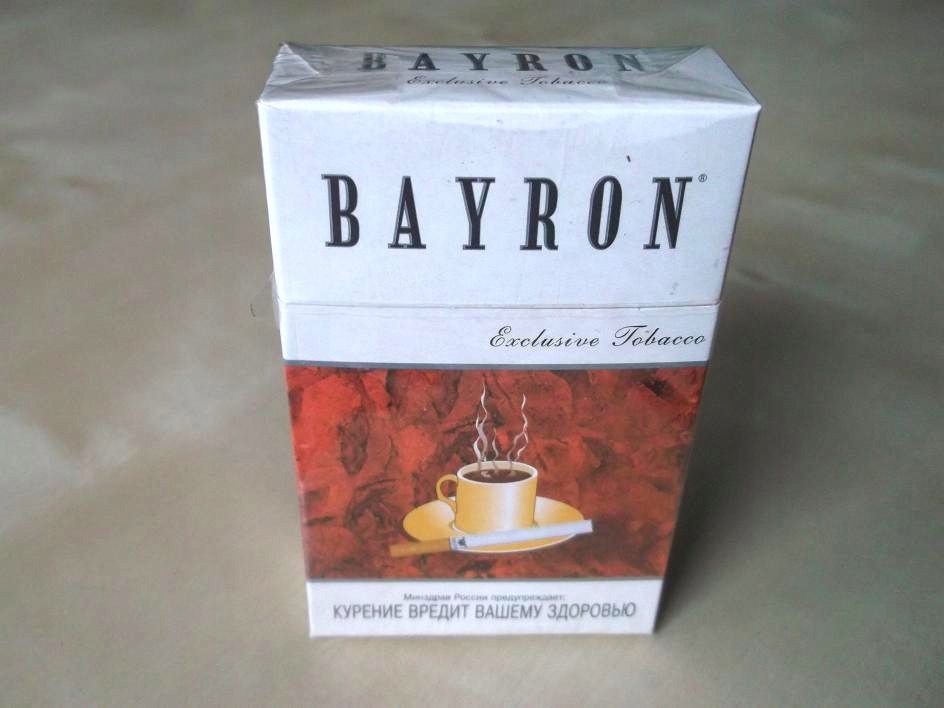 BAYRON
Exclusive Tobacco
BAYRON®
Exclusive Tobacco
Минздрав России предупреждает:
КУРЕНИЕ ВРЕДИТ ВАШЕМУ ЗДОРОВЬЮ